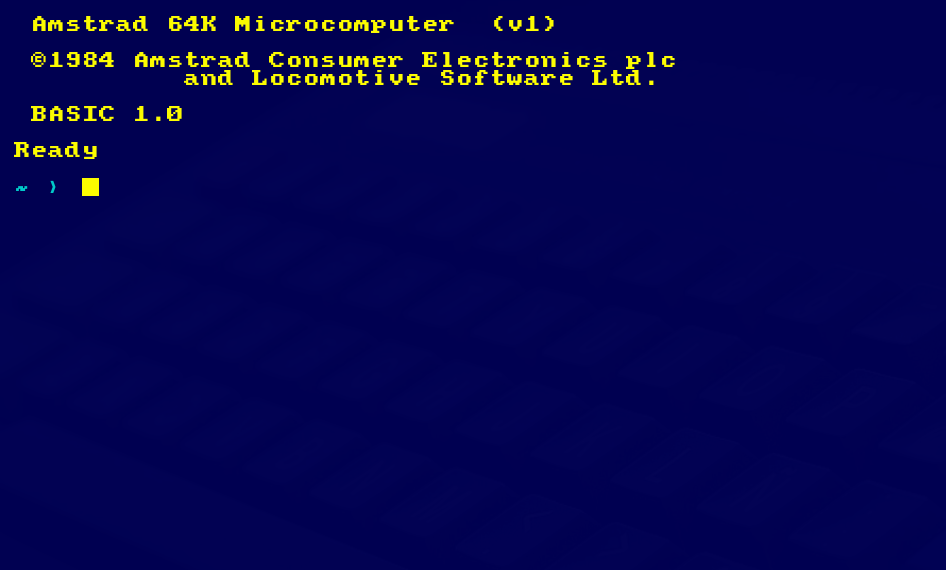 Amstrad 64K Microcomputer (v1)
©1984 Amstrad Consumer Electronics plc
and Locomotive Software Ltd.
BASIC 1.0
Ready
~ ❯